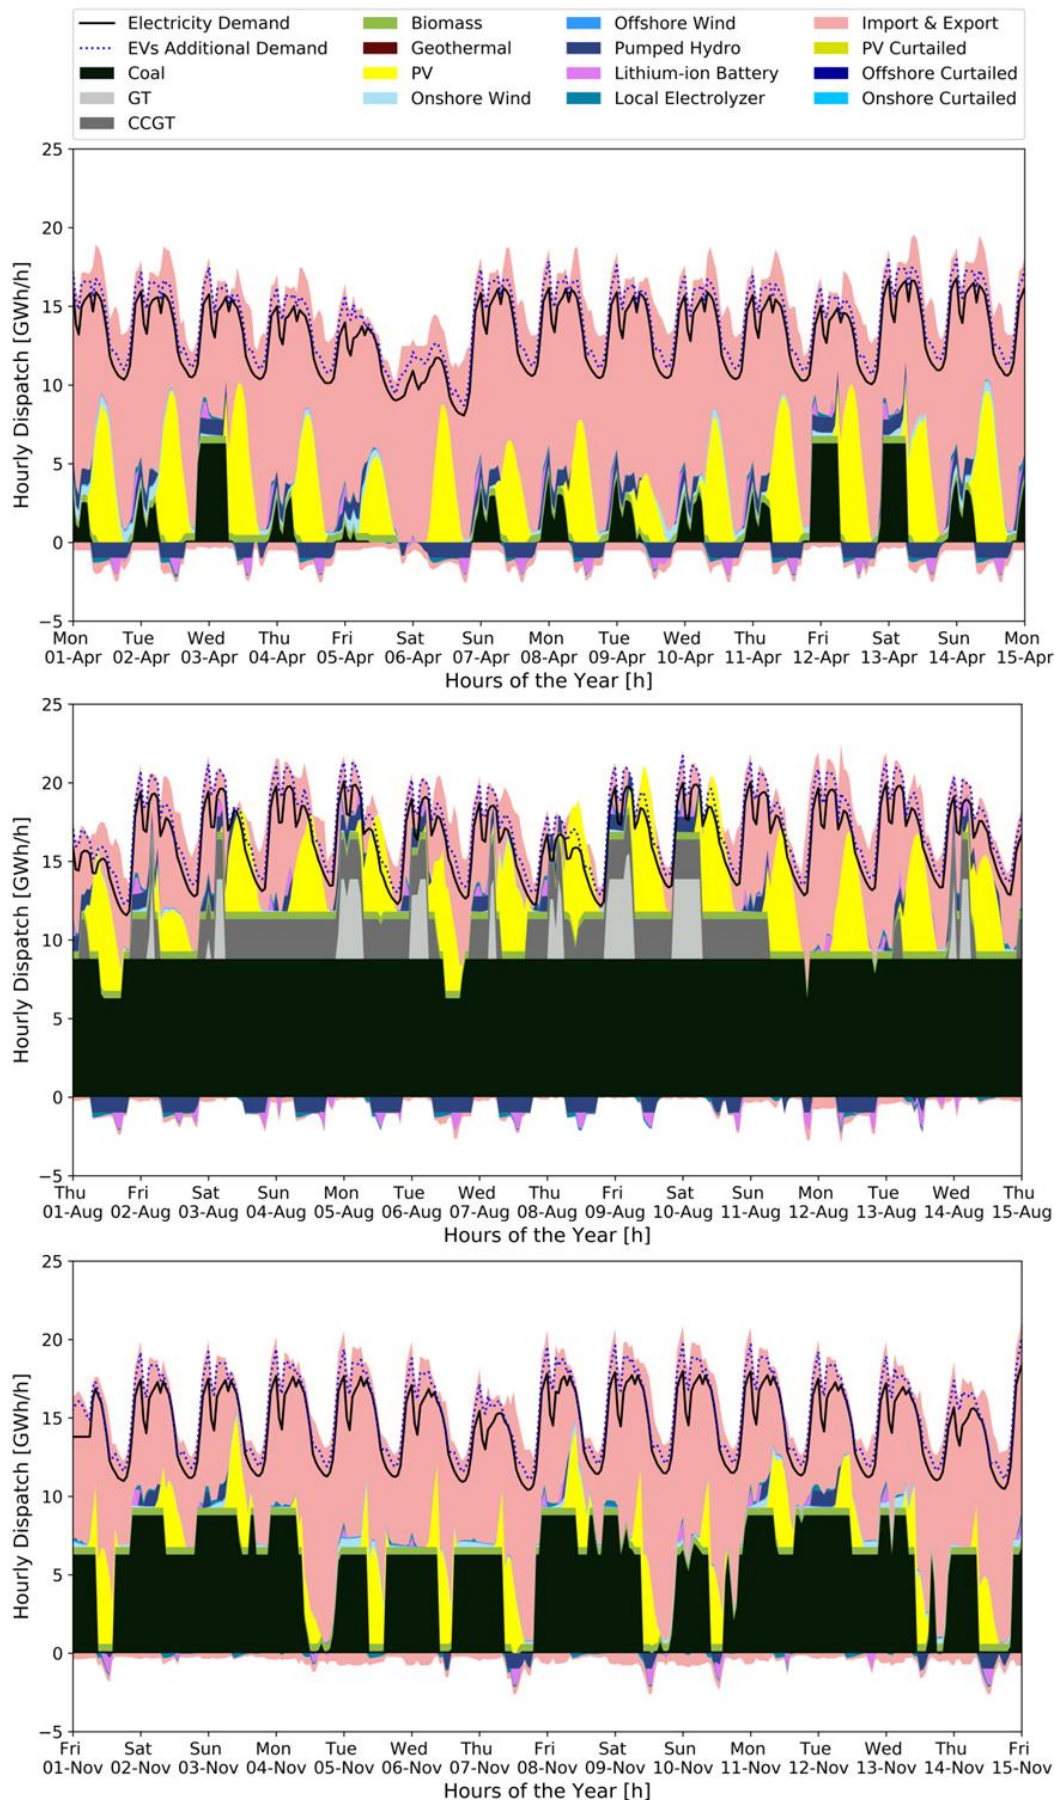 Electricity Demand
EVs Additional Demand
Coal
GT
CCGT
Biomass
Geothermal
PV
Onshore Wind
Offshore Wind
Pumped Hydro
Lithium-ion Battery
Local Electrolyzer
Import & Export
PV Curtailed
Offshore Curtailed
Onshore Curtailed
Hourly Dispatch [GWh/h]
25
20
15
10
5
0
−5
Mon Tue Wed Thu Fri Sat Sun Mon Tue Wed Thu Fri Sat Sun Mon
01-Apr 02-Apr 03-Apr 04-Apr 05-Apr 06-Apr 07-Apr 08-Apr 09-Apr 10-Apr 11-Apr 12-Apr 13-Apr 14-Apr 15-Apr
Hours of the Year [h]
Hourly Dispatch [GWh/h]
25
20
15
10
5
0
−5
Thu Fri Sat Sun Mon Tue Wed Thu Fri Sat Sun Mon Tue Wed Thu
01-Aug 02-Aug 03-Aug 04-Aug 05-Aug 06-Aug 07-Aug 08-Aug 09-Aug 10-Aug 11-Aug 12-Aug 13-Aug 14-Aug 15-Aug
Hours of the Year [h]
Hourly Dispatch [GWh/h]
25
20
15
10
5
0
−5
Fri Sat Sun Mon Tue Wed Thu Fri Sat Sun Mon Tue Wed Thu Fri
01-Nov 02-Nov 03-Nov 04-Nov 05-Nov 06-Nov 07-Nov 08-Nov 09-Nov 10-Nov 11-Nov 12-Nov 13-Nov 14-Nov 15-Nov
Hours of the Year [h]